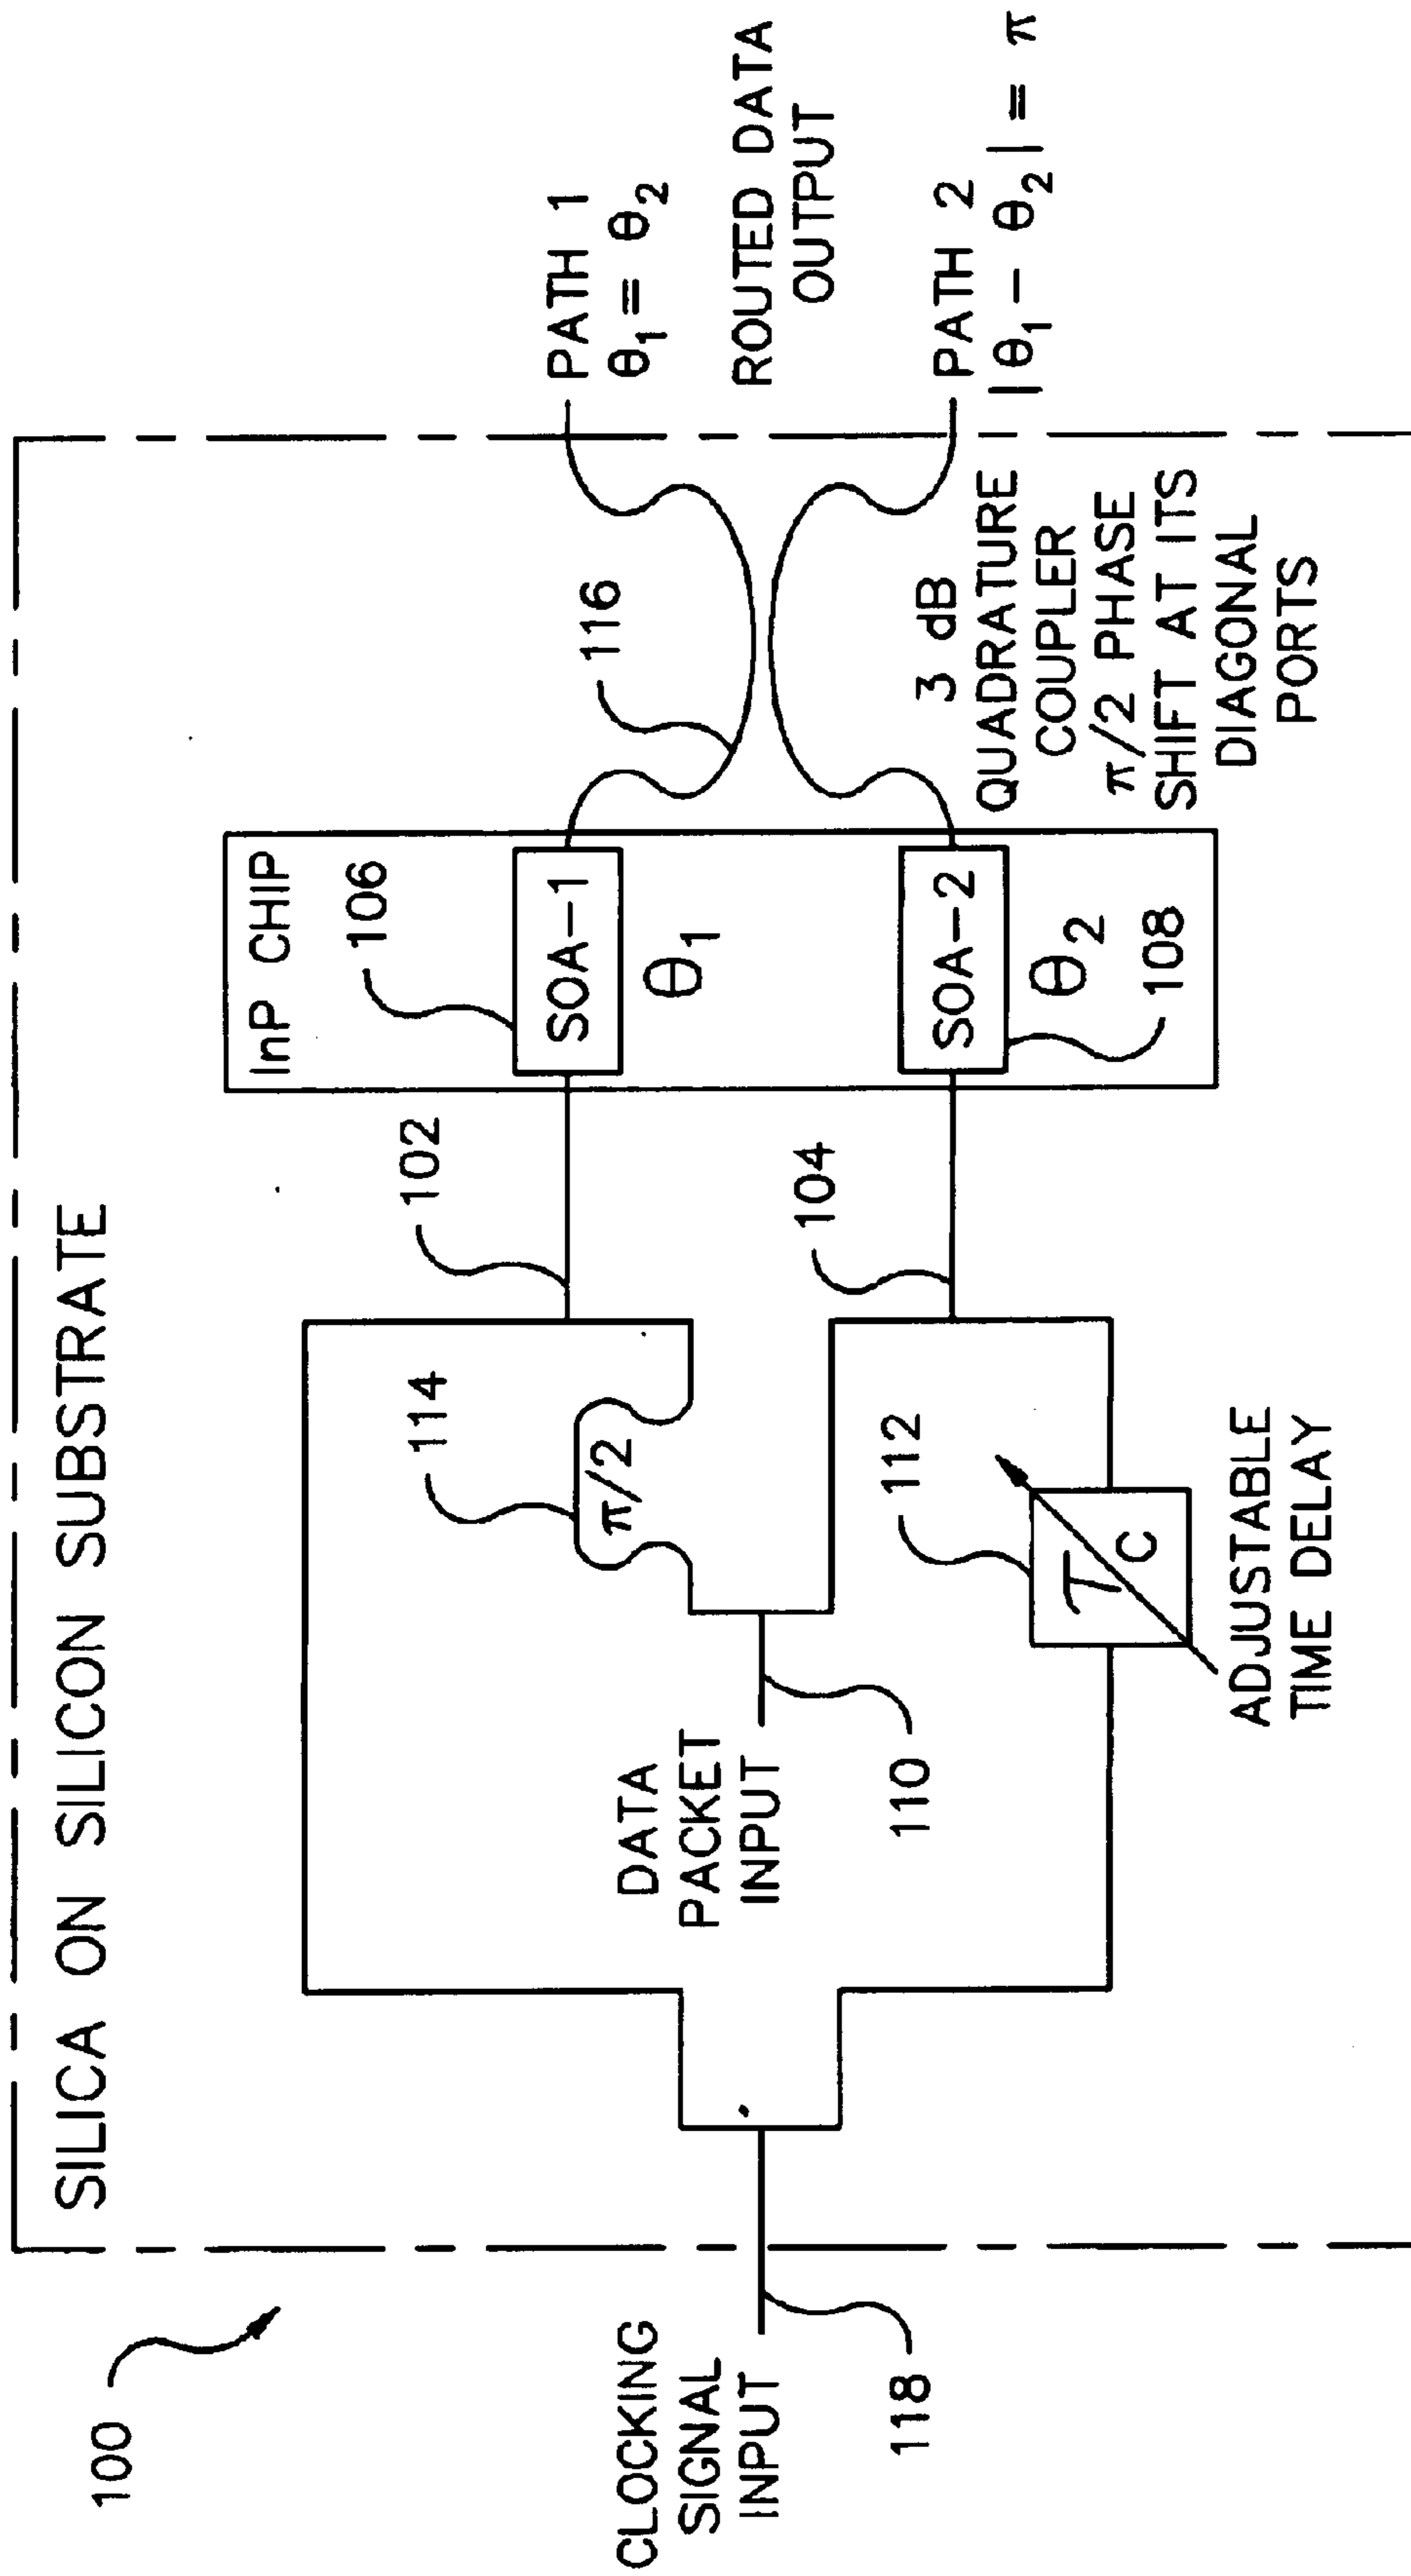 100
SILICA ON SILICON SUBSTRATE
CLOCKING
SIGNAL
INPUT
118
DATA
PACKET
INPUT
110
114
π/2
112
τ C
ADJUSTABLE
TIME DELAY
102
104
InP CHIP
106
SOA-1
θ1
SOA-2
θ2
108
116
3 dB
QUADRATURE
COUPLER
π/2 PHASE
SHIFT AT ITS
DIAGONAL
PORTS
PATH 1
θ1 = θ2
ROUTED DATA
OUTPUT
PATH 2
|θ1 - θ2| = π